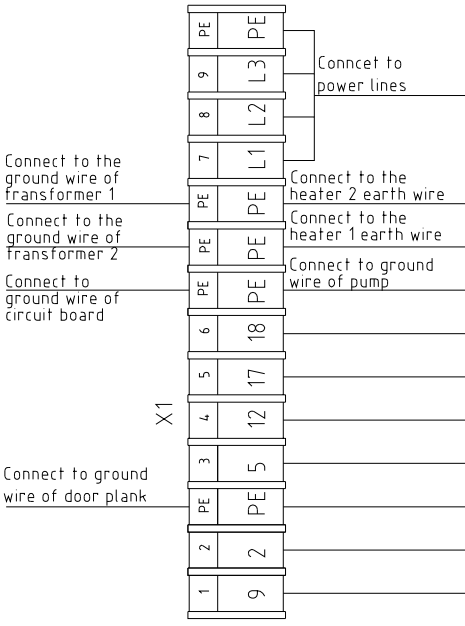 PE PE
9 L3
Conncet to
power lines
8 L2
7 L1
Connect to the
ground wire of
transformer 1
PE PE
Connect to the
heater 2 earth wire
Connect to the
ground wire of
transformer 2
PE PE
Connect to the
heater 1 earth wire
Connect to
ground wire of
circuit board
PE PE
Connect to ground
wire of pump
6 18
5 17
X1
4 12
3 5
Connect to ground
wire of door plank
PE PE
2 2
1 9